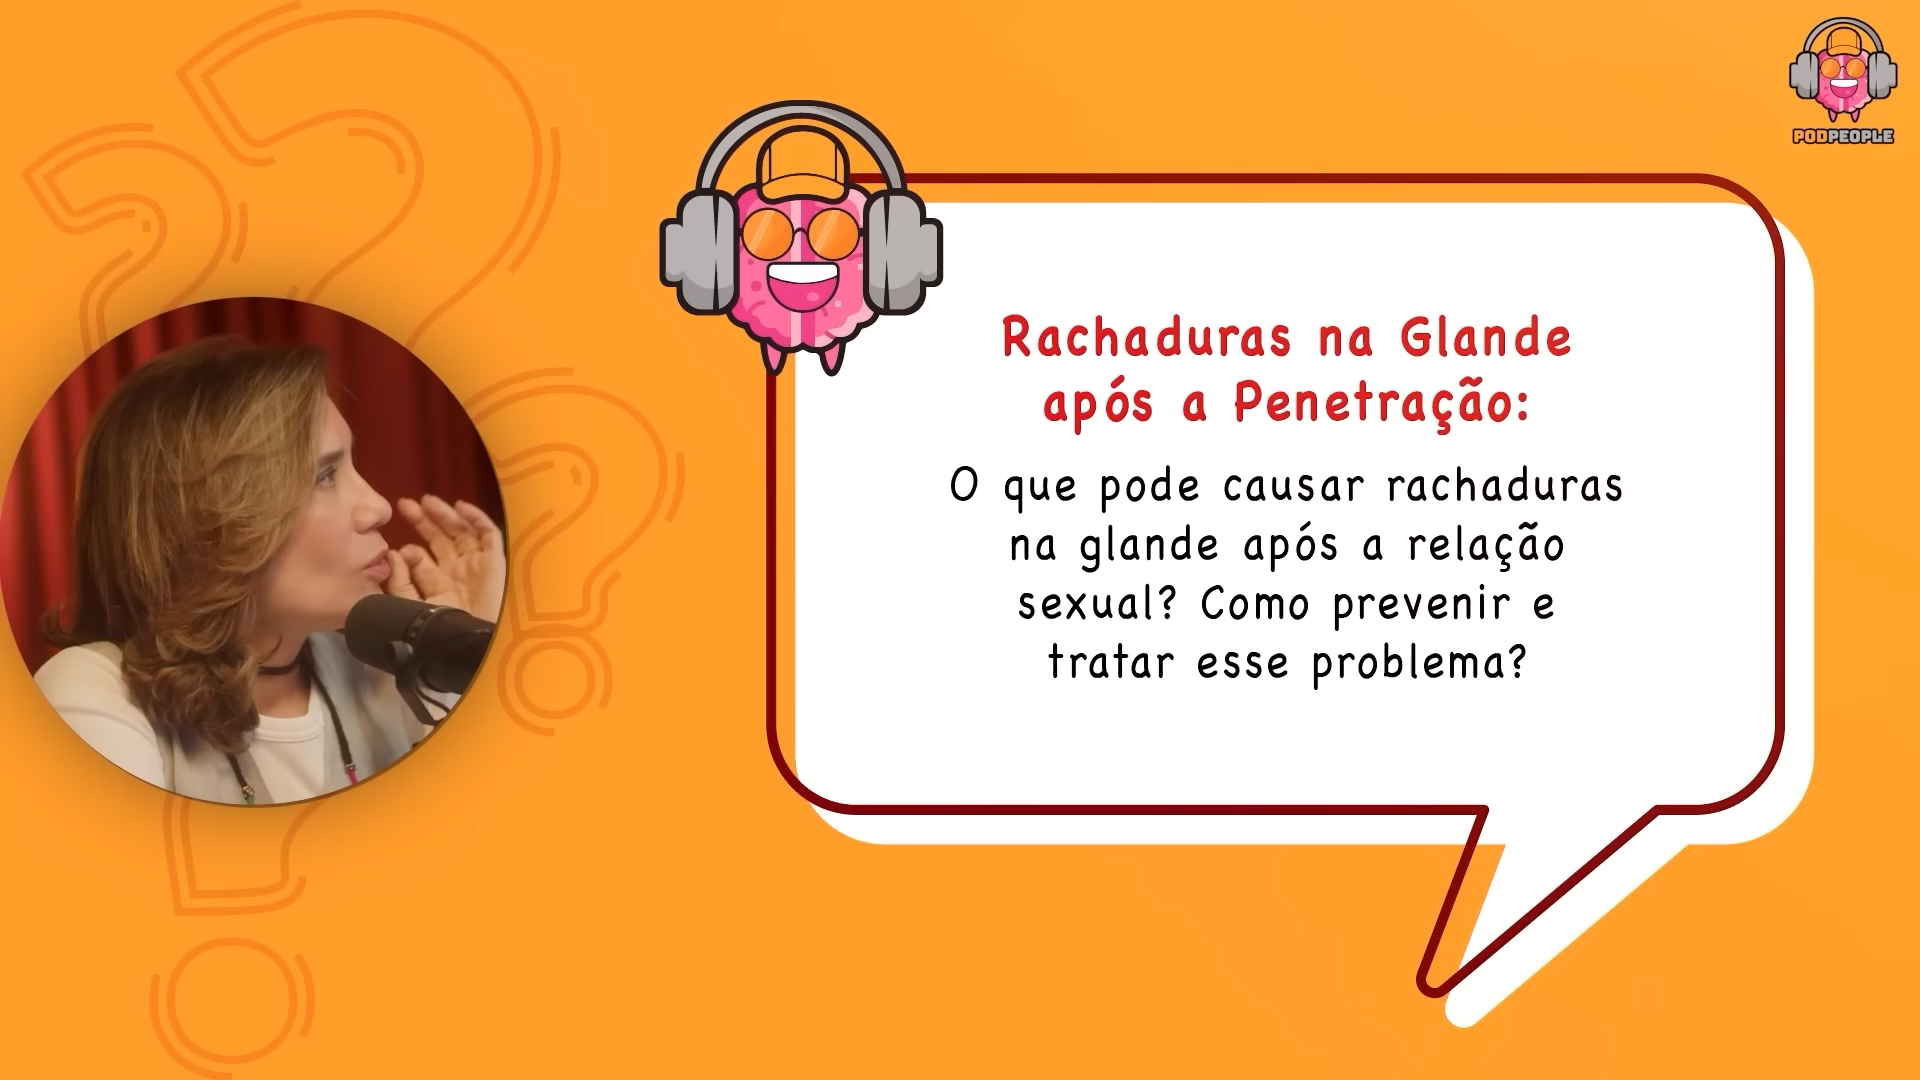 PODPEOPLE
Rachaduras na Glande
após a Penetração:
O que pode causar rachaduras
na glande após a relação
sexual? Como prevenir e
tratar esse problema?